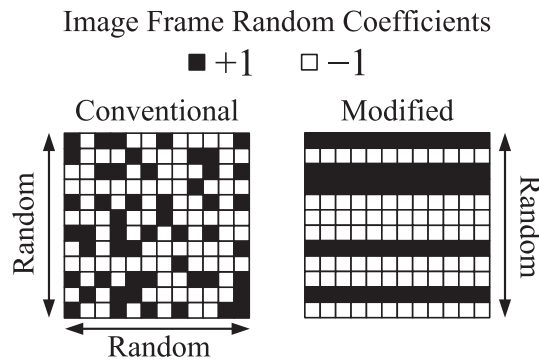 Image Frame Random Coefficients
■ +1 □ −1
Conventional
Modified
Random
Random
Random